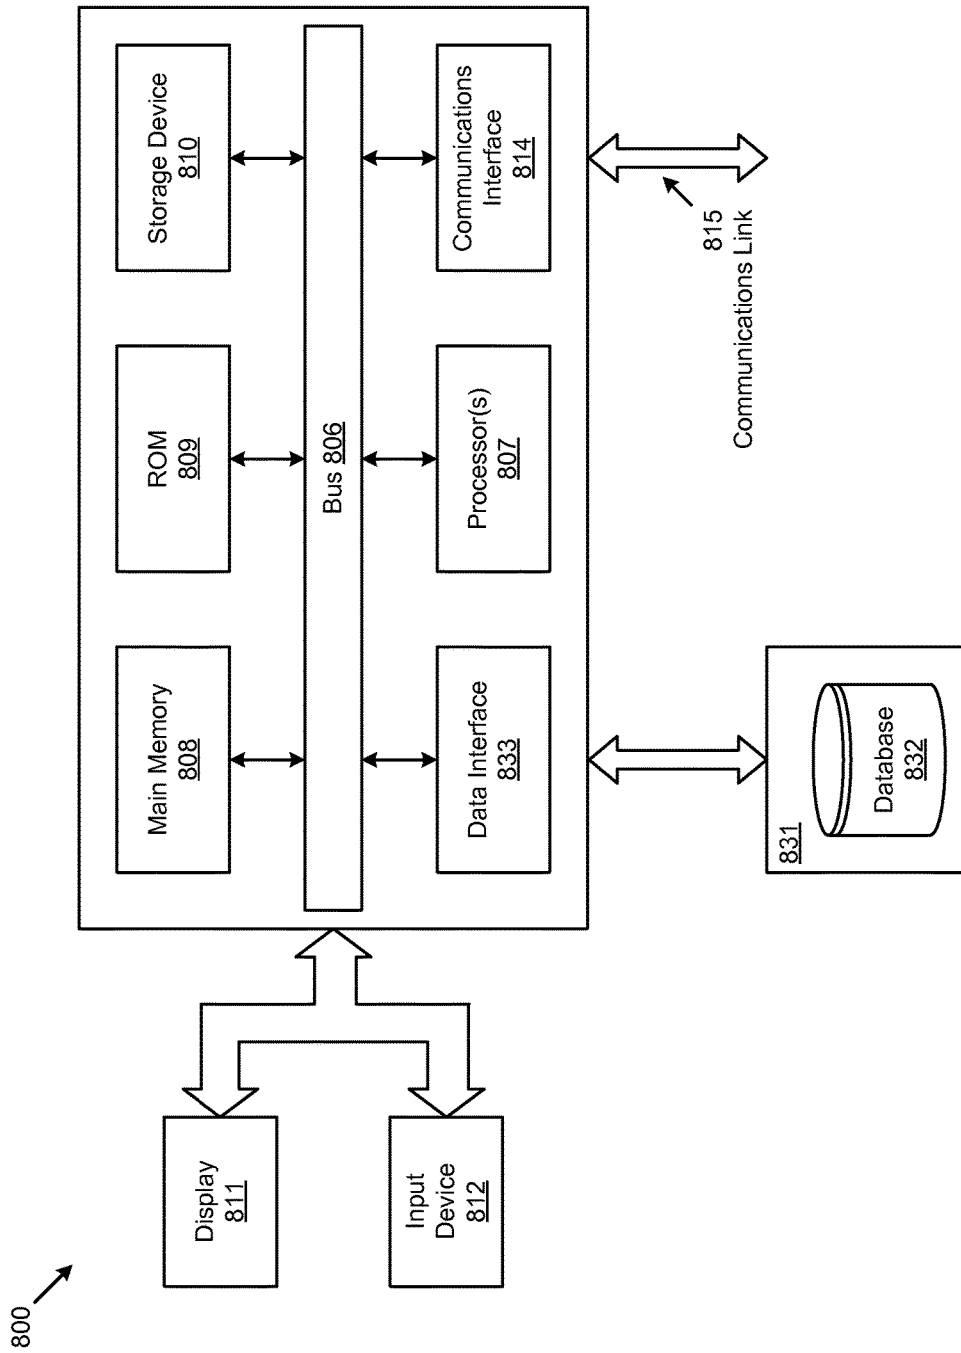 800
Display
811
Input
Device
812
Main Memory
808
ROM
809
Storage Device
810
Bus 806
Data Interface
833
Processor(s)
807
Communications
Interface
814
815
Communications Link
831
Database
832